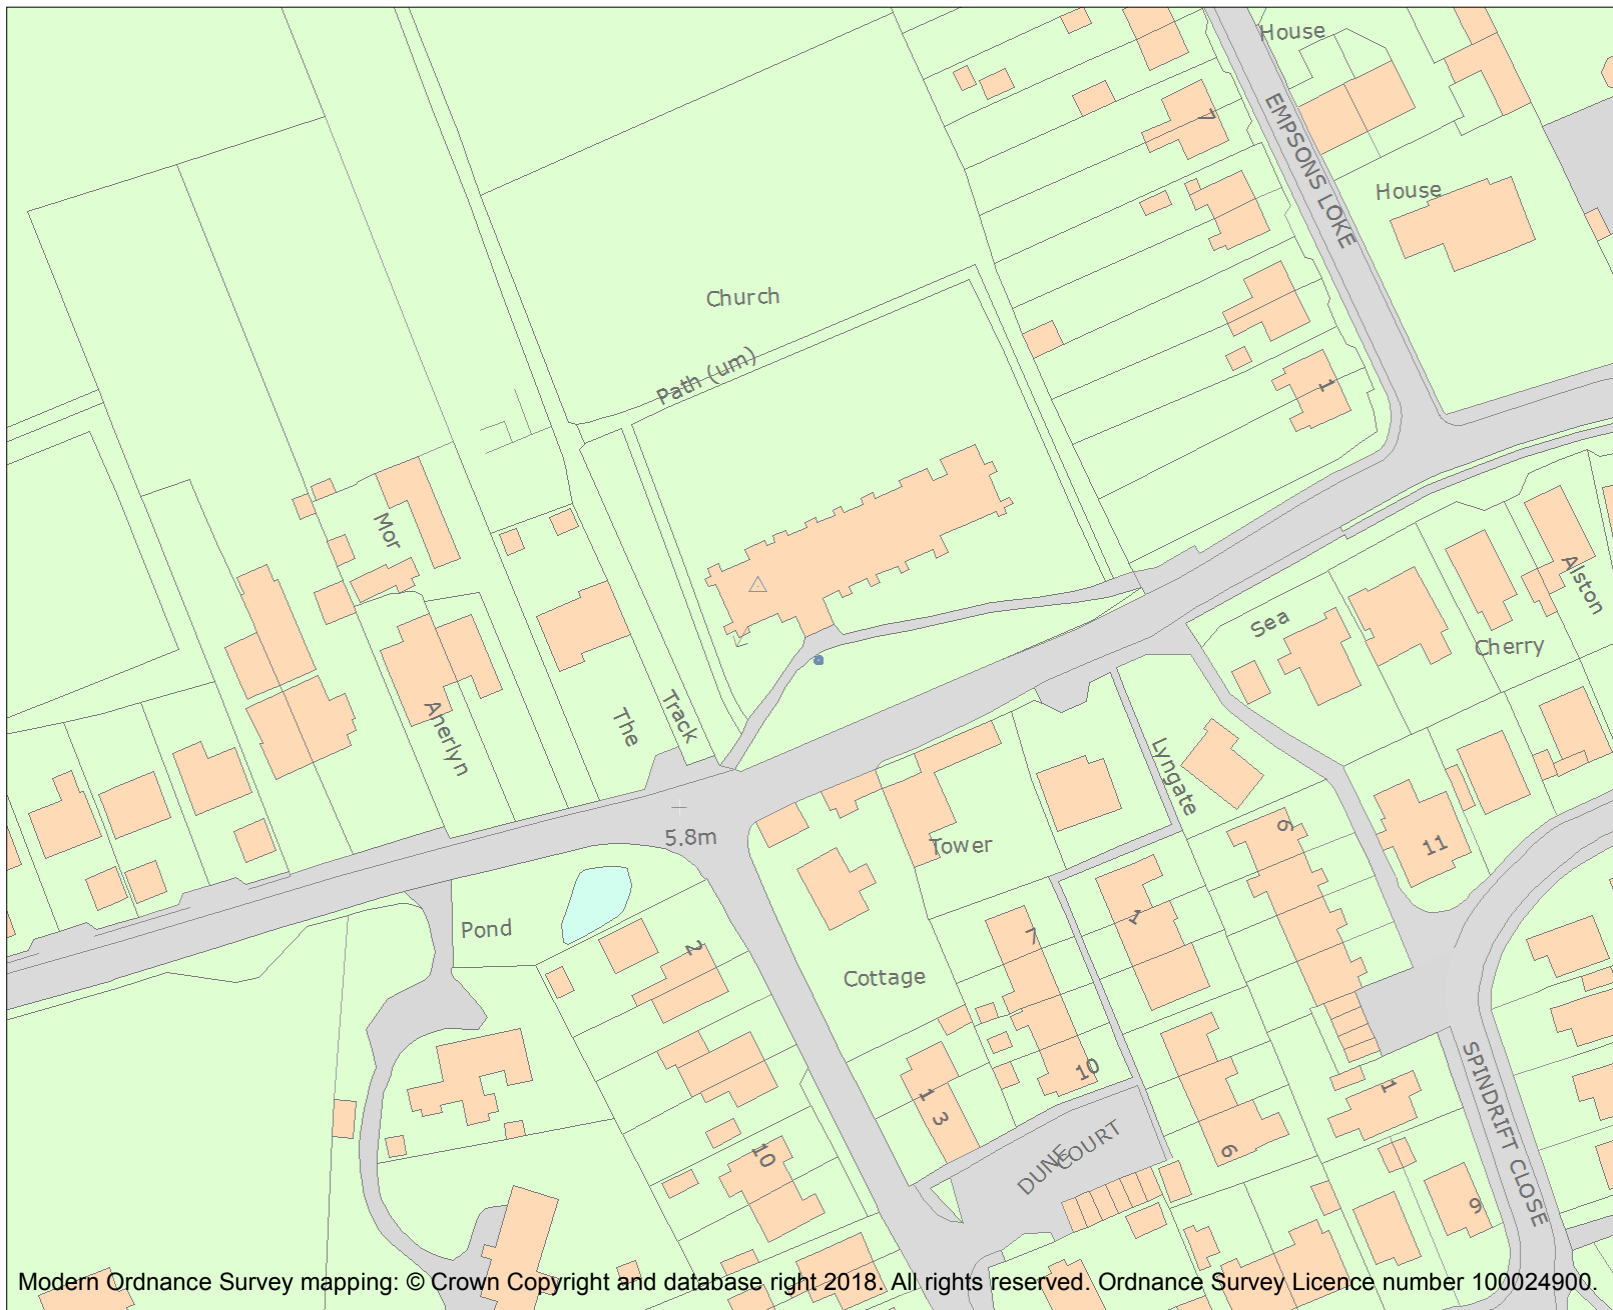 House
7
EMPSONS LOKE
House
Church
Path (um)
1
Mor
Alston
Sea
Cherry
Track
The
Aherlyn
Lyngate
5.8m
Tower
6
11
Pond
2
1
7
Cottage
10
1
3
1
SPINDRIFT CLOSE
DUNE COURT
10
6
9
Modern Ordnance Survey mapping: © Crown Copyright and database right 2018. All rights reserved. Ordnance Survey Licence number 100024900.